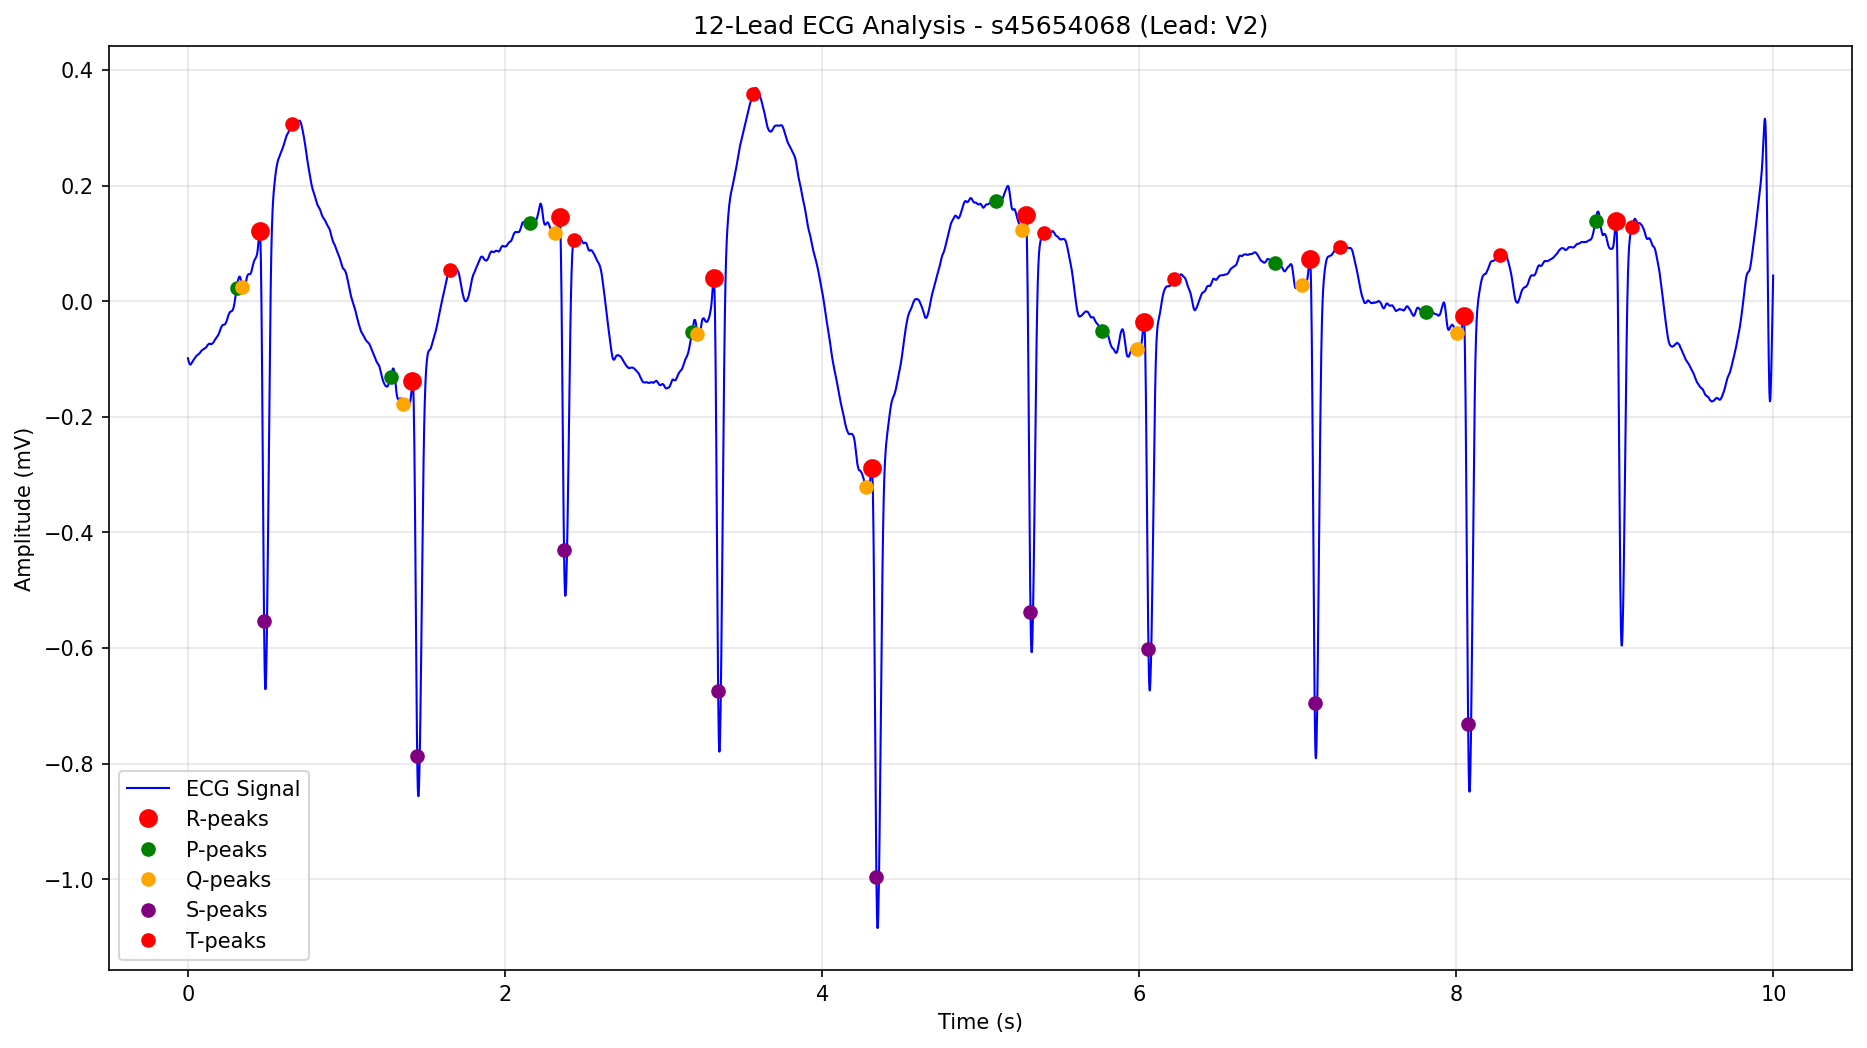 12-Lead ECG Analysis - s45654068 (Lead: V2)
Amplitude (mV)
0.4
0.2
0.0
−0.2
−0.4
−0.6
−0.8
−1.0
ECG Signal
R-peaks
P-peaks
Q-peaks
S-peaks
T-peaks
0 2 4 6 8 10
Time (s)